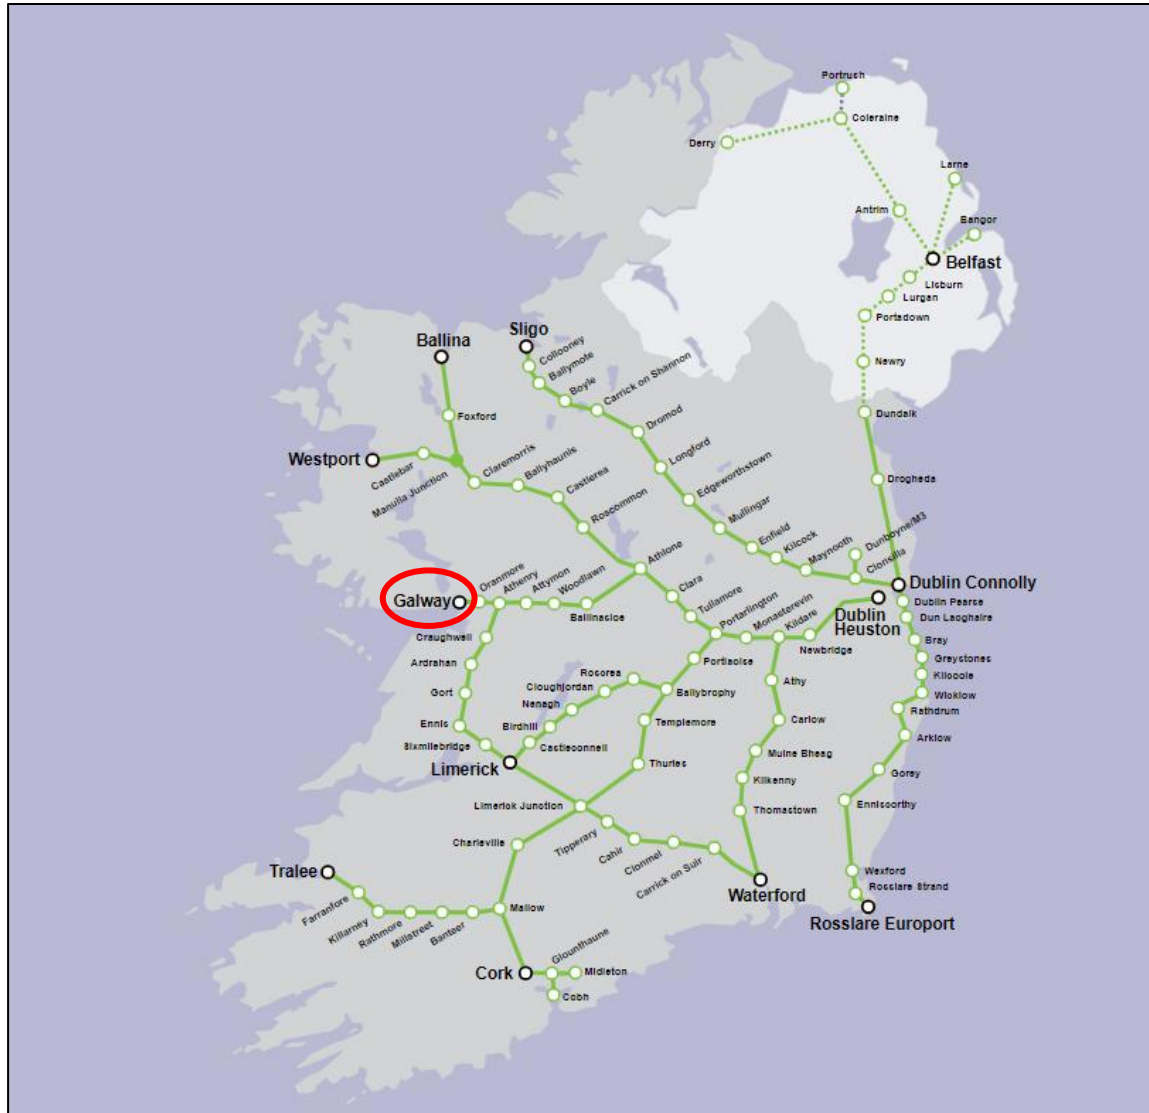 Portrush
Coleraine
Derry
Larne
Antrim
Bangor
Belfast
Lisburn
Lurgan
Portadown
Newry
Dundalk
Drogheda
Sligo
Collooney
Ballymote
Boyle
Carrick on Shannon
Dromod
Longford
Edgeworthstown
Mullingar
Enfield
Kilcock
Maynooth
Dunboyne/M3
Clonsilla
Dublin Connolly
Ballina
Foxford
Westport
Castlebar
Manulla Junction
Claremorris
Ballyhaunis
Castlerea
Roscommon
Athlone
Galway
Oranmore
Athenry
Attymon
Woodlawn
Ballinasloe
Clara
Tullamore
Portarlington
Monasterevin
Kildare
Newbridge
Dublin
Heuston
Dublin Pearse
Dun Laoghaire
Bray
Greystones
Kilcoole
Wicklow
Rathdrum
Arklow
Gorey
Enniscorthy
Wexford
Rosslare Strand
Rosslare Europort
Craughwell
Ardrahan
Gort
Ennis
Sixmilebridge
Limerick
Roscrea
Cloughjordan
Nenagh
Birdhill
Castleconnell
Portlaoise
Ballybrophy
Templemore
Thurles
Athy
Carlow
Muine Bheag
Kilkenny
Thomastown
Waterford
Limerick Junction
Tipperary
Cahir
Clonmel
Carrick on Suir
Charleville
Mallow
Tralee
Farranfore
Killarney
Rathmore
Millstreet
Banteer
Cork
Glounthaune
Midleton
Cobh